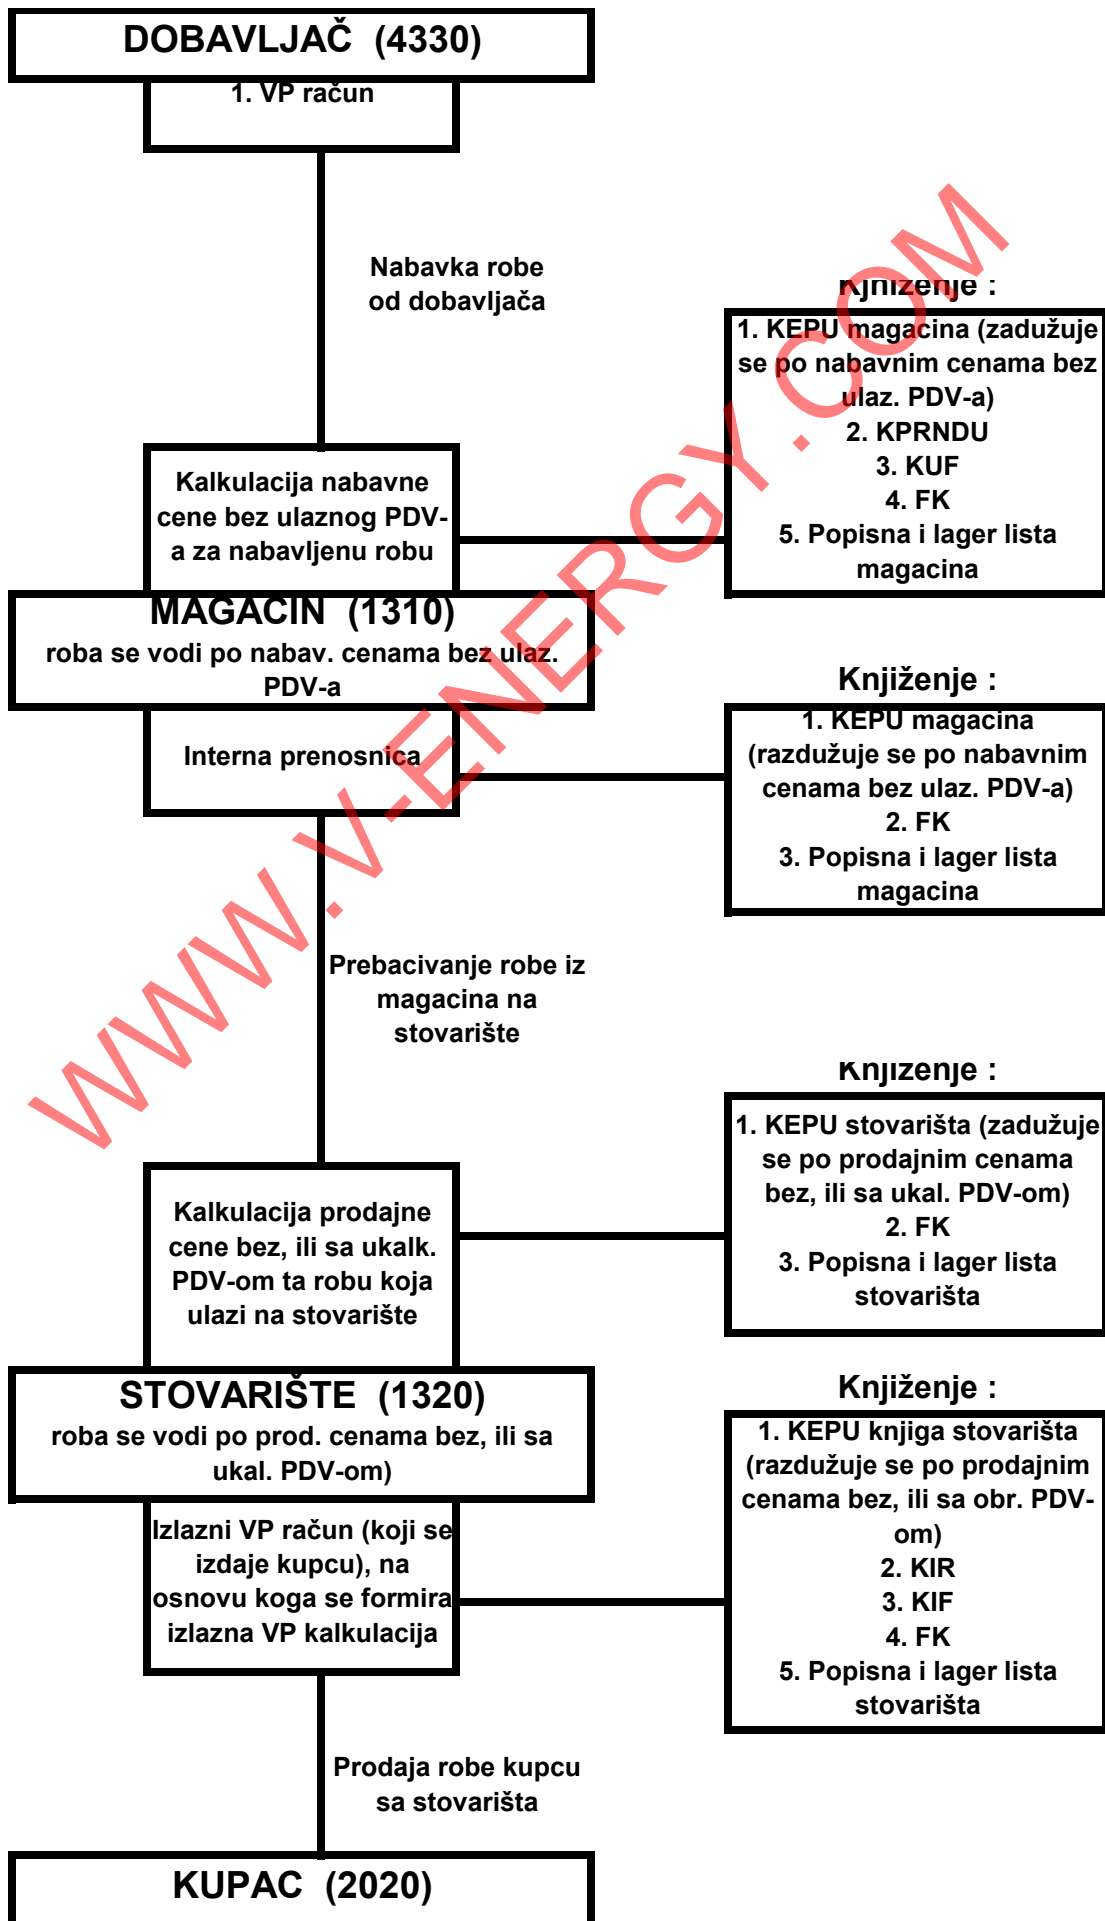 DOBAVLJAČ (4330)
1. VP račun
Nabavka robe
od dobavljača
Kjniženje :
1. KEPU magacina (zadužuje
se po nabavnim cenama bez
ulaz. PDV-a)
2. KPRNDU
3. KUF
4. FK
5. Popisna i lager lista
magacina
Kalkulacija nabavne
cene bez ulaznog PDV-
a za nabavljenu robu
MAGACIN (1310)
roba se vodi po nabav. cenama bez ulaz.
PDV-a
Interna prenosnica
Knjiženje :
1. KEPU magacina
(razdužuje se po nabavnim
cenama bez ulaz. PDV-a)
2. FK
3. Popisna i lager lista
magacina
Prebacivanje robe iz
magacina na
stovarište
Knjiženje :
1. KEPU stovarišta (zadužuje
se po prodajnim cenama
bez, ili sa ukal. PDV-om)
2. FK
3. Popisna i lager lista
stovarišta
Kalkulacija prodajne
cene bez, ili sa ukalk.
PDV-om ta robu koja
ulazi na stovarište
STOVARIŠTE (1320)
roba se vodi po prod. cenama bez, ili sa
ukal. PDV-om)
Izlazni VP račun (koji se
izdaje kupcu), na
osnovu koga se formira
izlazna VP kalkulacija
Knjiženje :
1. KEPU knjiga stovarišta
(razdužuje se po prodajnim
cenama bez, ili sa obr. PDV-
om)
2. KIR
3. KIF
4. FK
5. Popisna i lager lista
stovarišta
Prodaja robe kupcu
sa stovarišta
KUPAC (2020)
WWW.V-ENERGY.COM